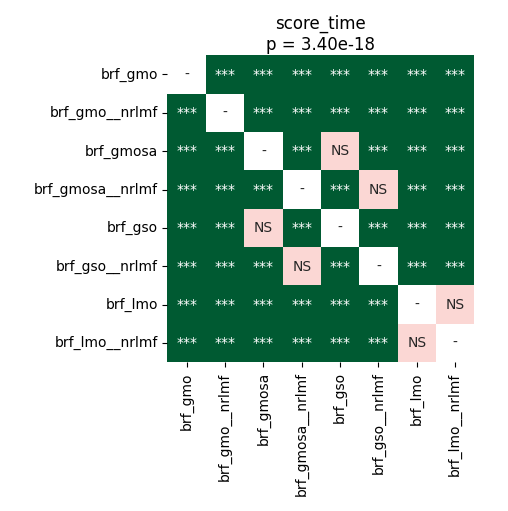 score_time
p = 3.40e-18
brf_gmo - *** *** *** *** *** *** ***
brf_gmo__nrlmf *** - *** *** *** *** *** ***
brf_gmosa *** *** - *** NS *** *** ***
brf_gmosa__nrlmf *** *** *** - *** NS *** ***
brf_gso *** *** NS *** - *** *** ***
brf_gso__nrlmf *** *** *** NS *** - *** ***
brf_lmo *** *** *** *** *** *** - NS
brf_lmo__nrlmf *** *** *** *** *** *** NS -
brf_gmo
brf_gmo__nrlmf
brf_gmosa
brf_gmosa__nrlmf
brf_gso
brf_gso__nrlmf
brf_lmo
brf_lmo__nrlmf